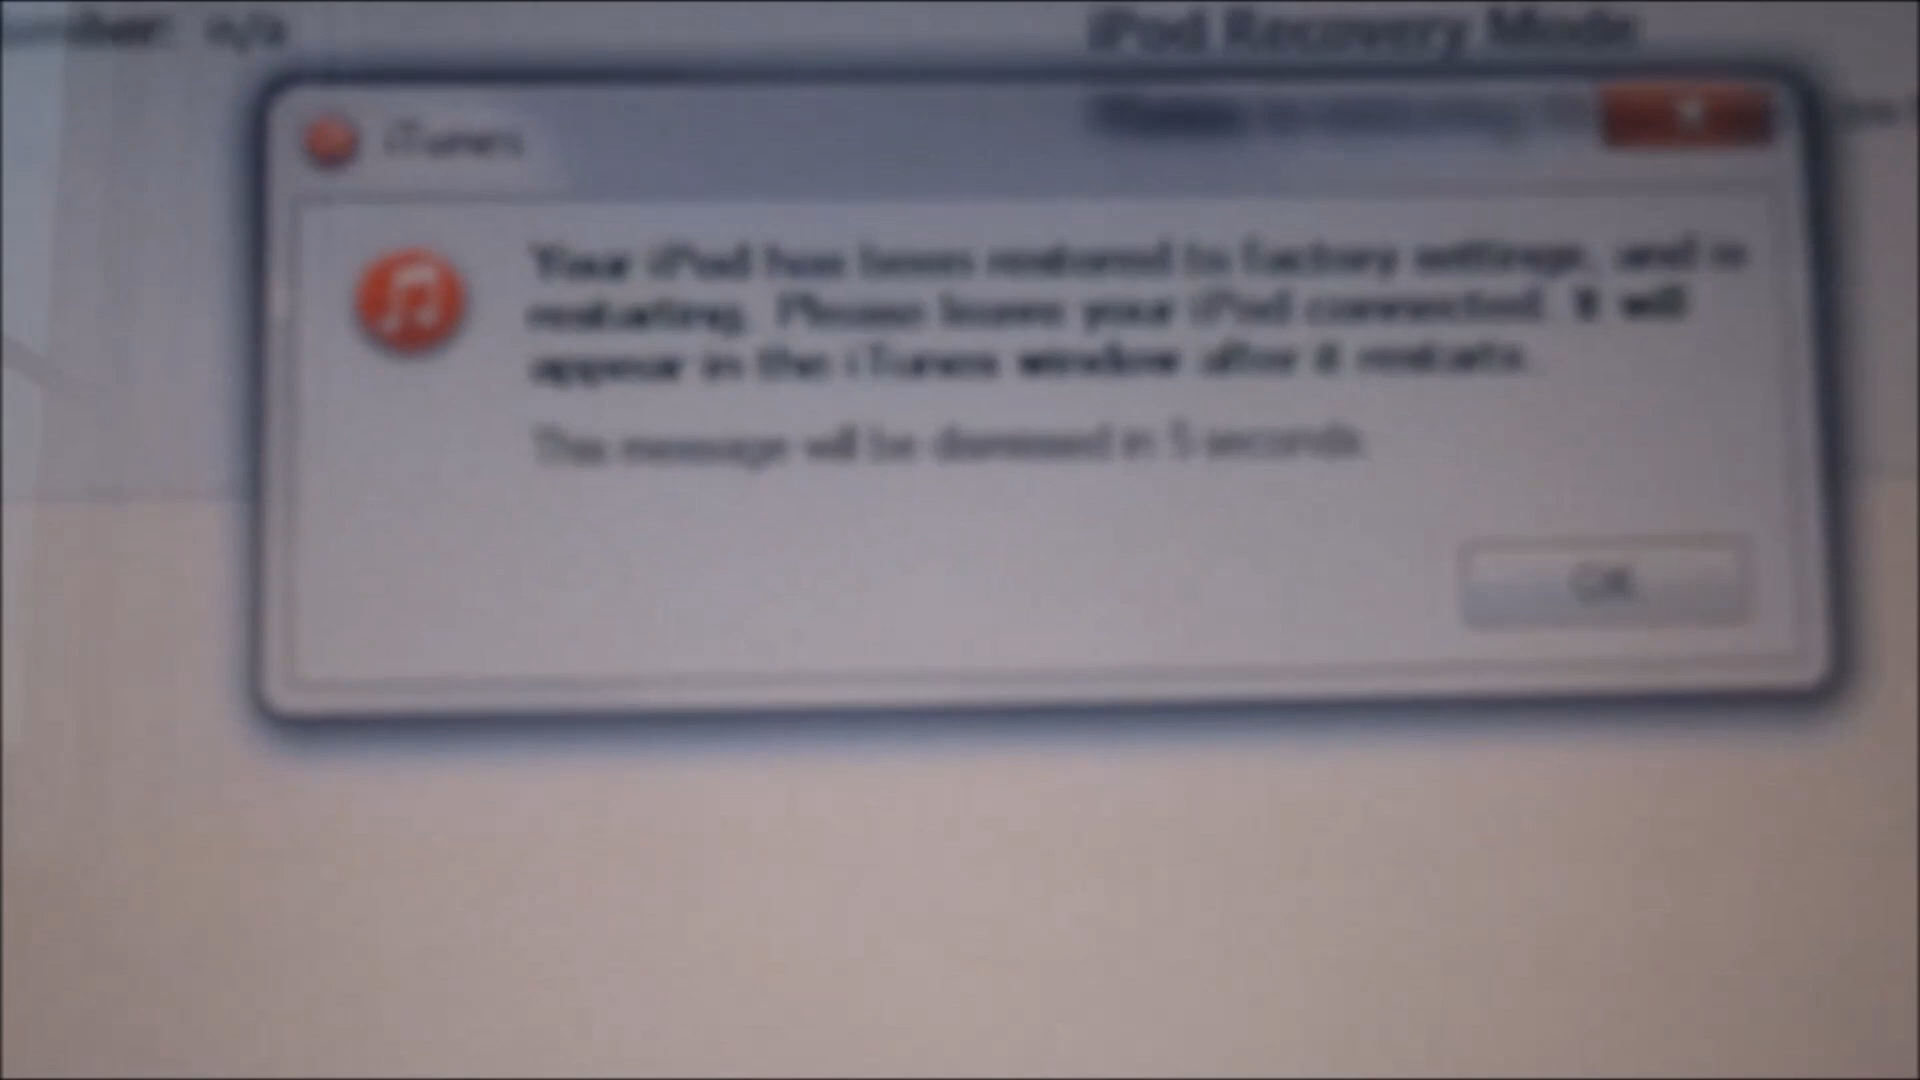 n/a
iPod Recovery Mode
iTunes
Your iPod has been restored to factory settings, and is
restarting. Please leave your iPod connected. It will
appear in the iTunes window after it restarts.
This message will be dismissed in 5 seconds.
OK